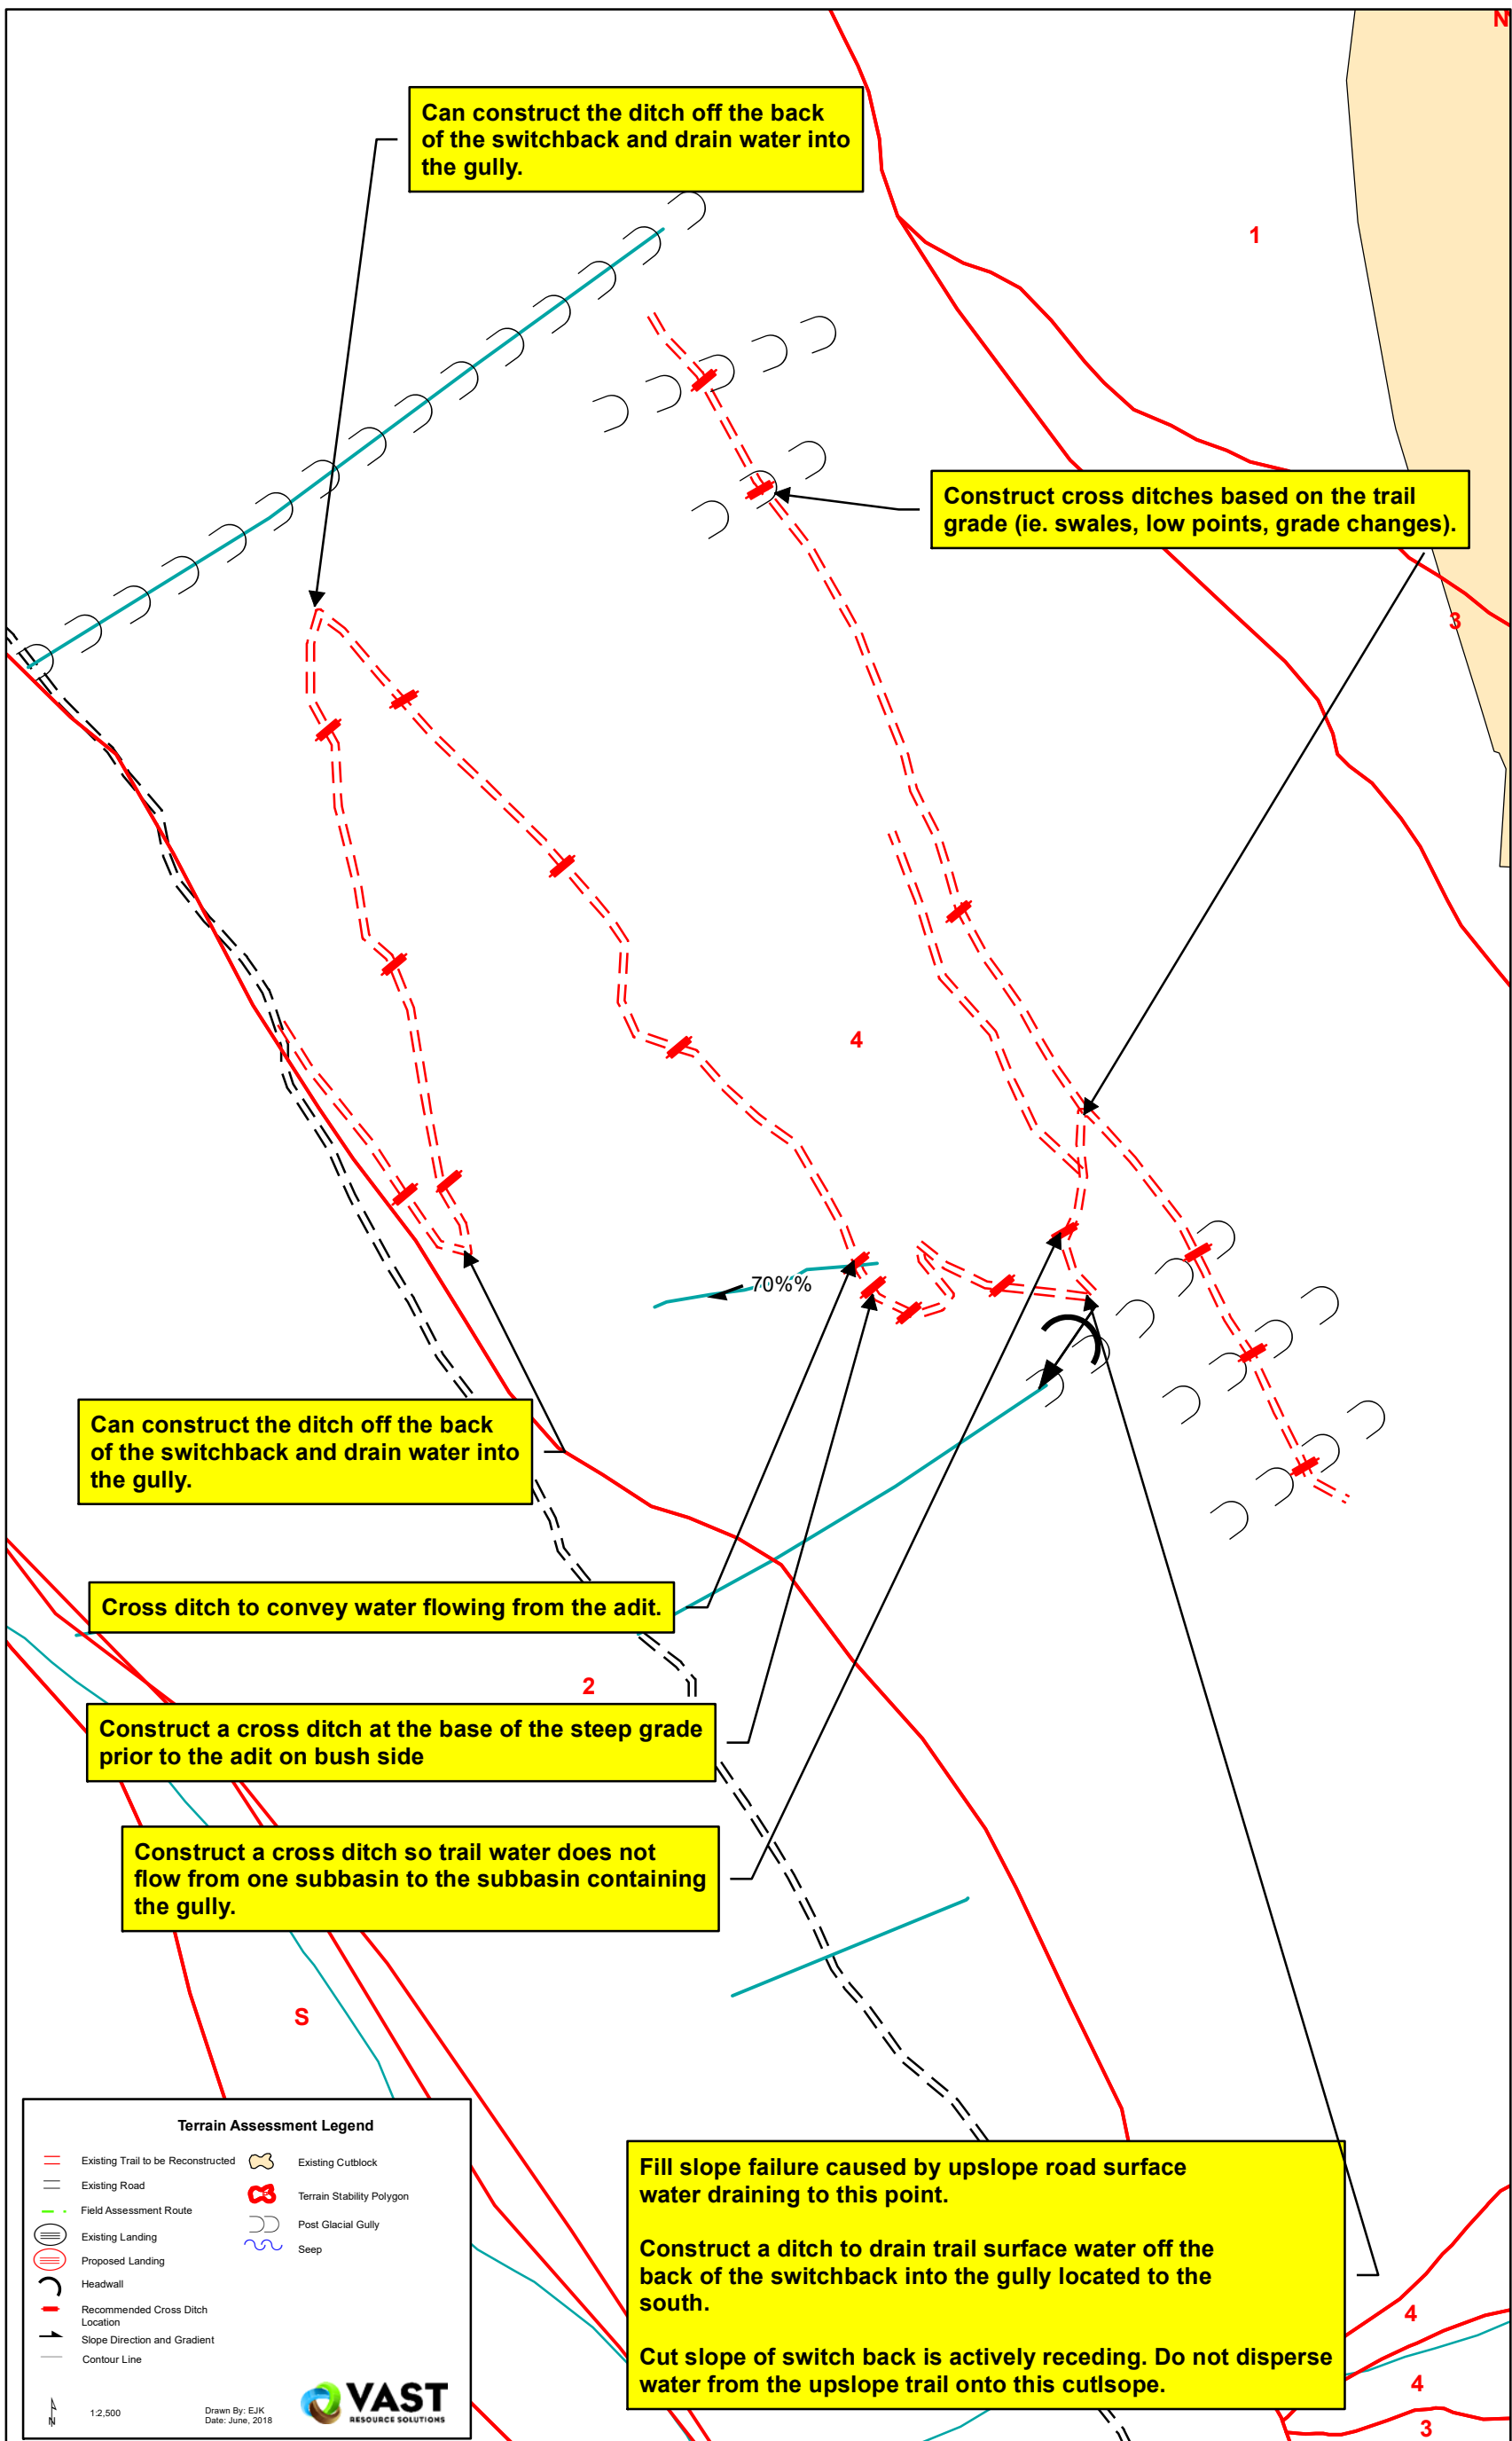 N
Can construct the ditch off the back
of the switchback and drain water into
the gully.
1
Construct cross ditches based on the trail
grade (ie. swales, low points, grade changes).
3
4
70%%
Can construct the ditch off the back
of the switchback and drain water into
the gully.
Cross ditch to convey water flowing from the adit.
2
Construct a cross ditch at the base of the steep grade
prior to the adit on bush side
Construct a cross ditch so trail water does not
flow from one subbasin to the subbasin containing
the gully.
S
Fill slope failure caused by upslope road surface
water draining to this point.
Construct a ditch to drain trail surface water off the
back of the switchback into the gully located to the
south.
Cut slope of switch back is actively receding. Do not disperse
water from the upslope trail onto this cutlsope.
4
4
3
Terrain Assessment Legend
Existing Trail to be Reconstructed
Existing Road
Field Assessment Route
Existing Landing
Proposed Landing
Headwall
Recommended Cross Ditch
Location
Slope Direction and Gradient
Contour Line
Existing Cutblock
Terrain Stability Polygon
Post Glacial Gully
Seep
N
1:2,500
Drawn By: EJK
Date: June, 2018
VAST
RESOURCE SOLUTIONS